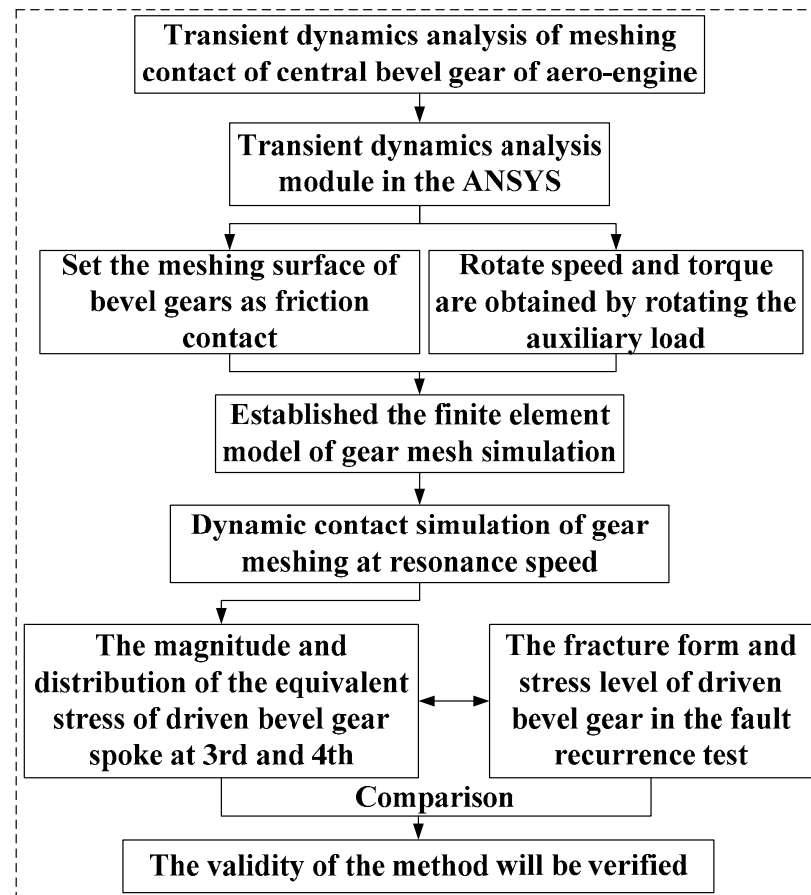 Transient dynamics analysis of meshing
contact of central bevel gear of aero-engine
Transient dynamics analysis
module in the ANSYS
Set the meshing surface of
bevel gears as friction
contact
Rotate speed and torque
are obtained by rotating the
auxiliary load
Established the finite element
model of gear mesh simulation
Dynamic contact simulation of gear
meshing at resonance speed
The magnitude and
distribution of the equivalent
stress of driven bevel gear
spoke at 3rd and 4th
The fracture form and
stress level of driven
bevel gear in the fault
recurrence test
Comparison
The validity of the method will be verified